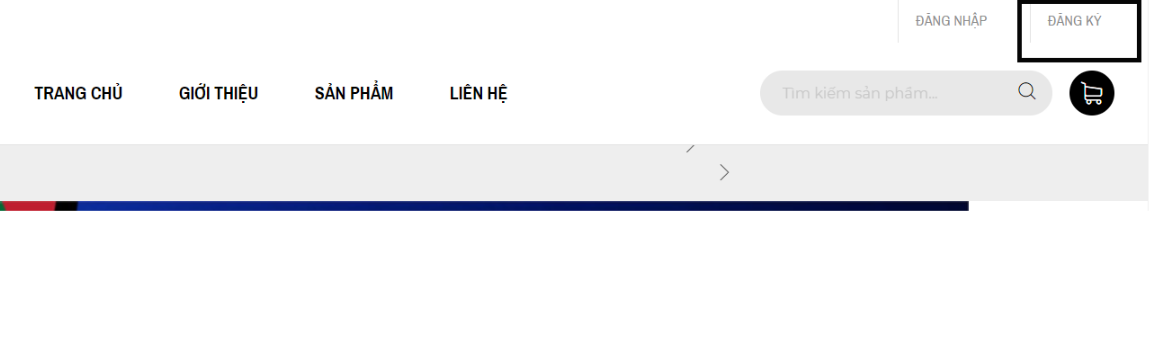 ĐĂNG NHẬP ĐĂNG KÝ
TRANG CHỦ GIỚI THIỆU SẢN PHẨM LIÊN HỆ Tìm kiếm sản phẩm...